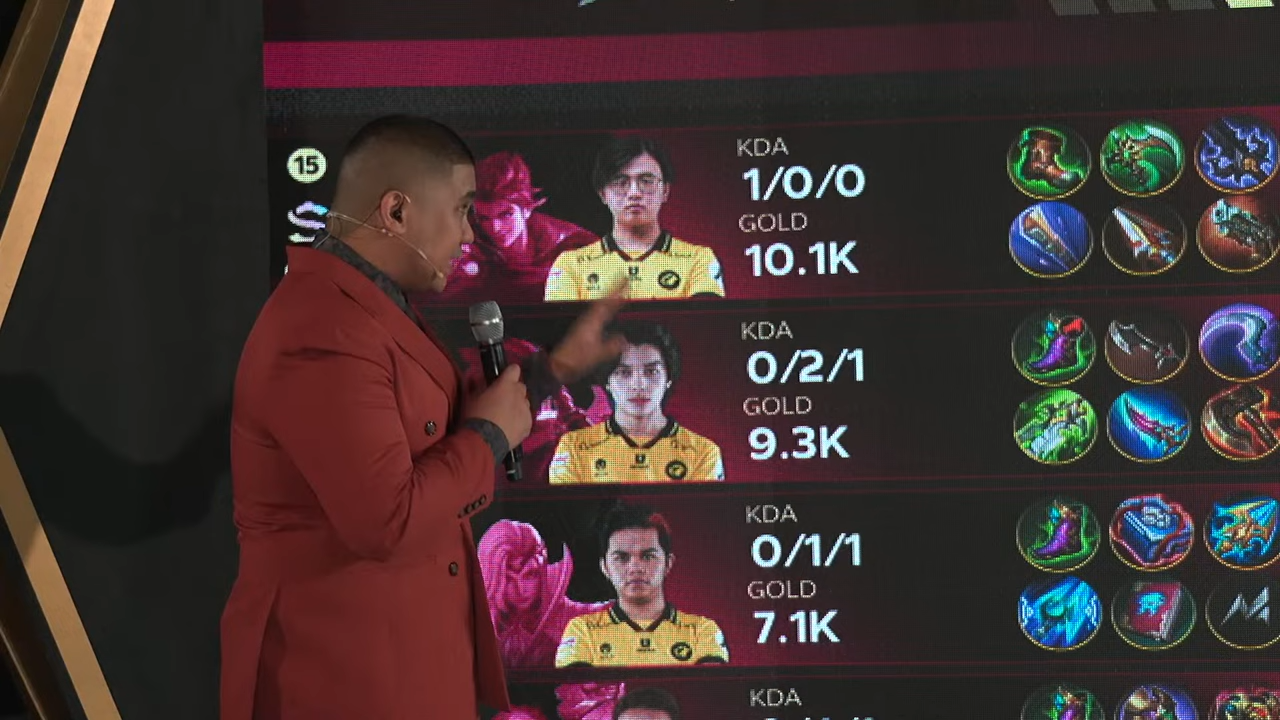 15
KDA
1/0/0
GOLD
10.1K
KDA
0/2/1
GOLD
9.3K
KDA
0/1/1
GOLD
7.1K
KDA